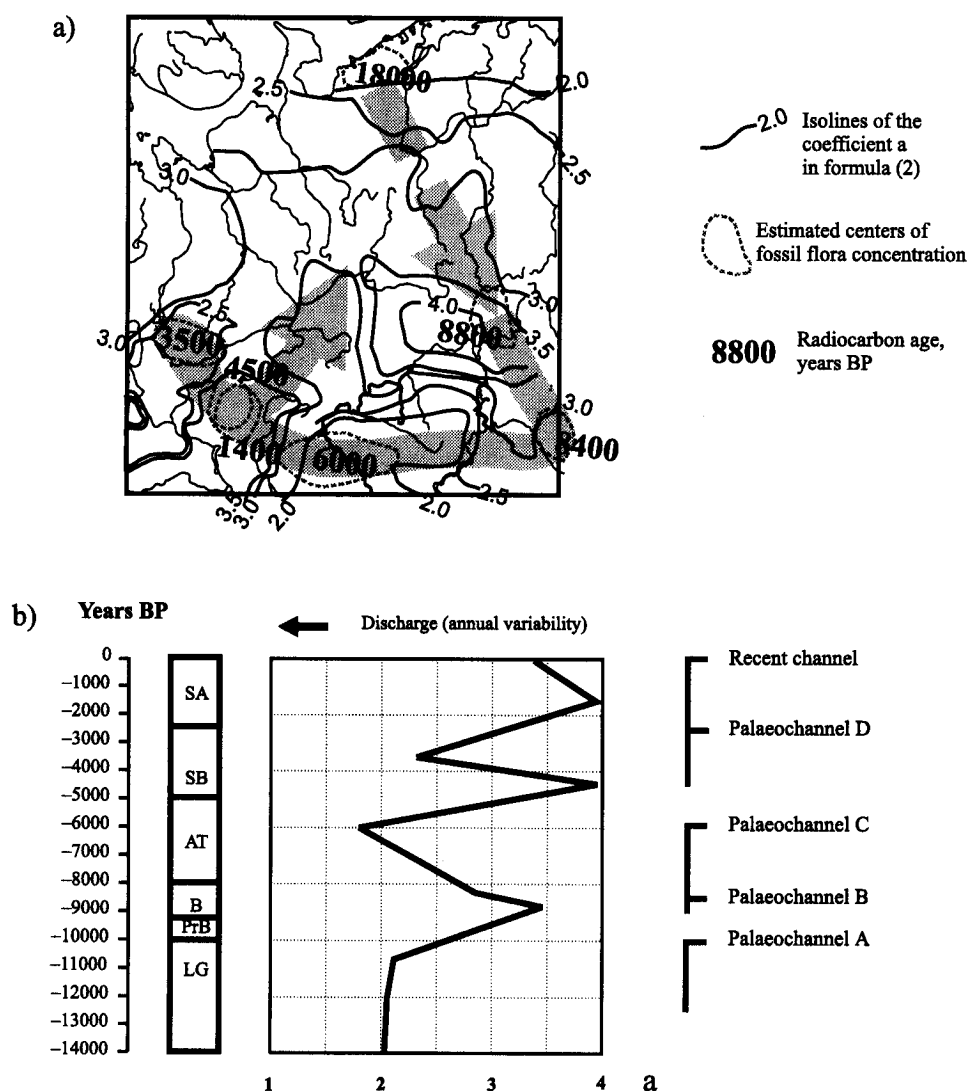 a)
18000
2.5
2.0
2.5
3.0
2.5
3.0
3.0
4.0
3.5
8800
3500
4500
3.0
1400
6000
8400
2.5
2.0
3.5
3.0
2.0
2.0 Isolines of the
coefficient a
in formula (2)
Estimated centers of
fossil flora concentration
8800 Radiocarbon age,
years BP
b) Years BP
Discharge (annual variability)
0
–1000
–2000
–3000
–4000
–5000
–6000
–7000
–8000
–9000
–10000
–11000
–12000
–13000
–14000
SA
SB
AT
B
PTB
LG
1 2 3 4 a
Recent channel
Palaeochannel D
Palaeochannel C
Palaeochannel B
Palaeochannel A